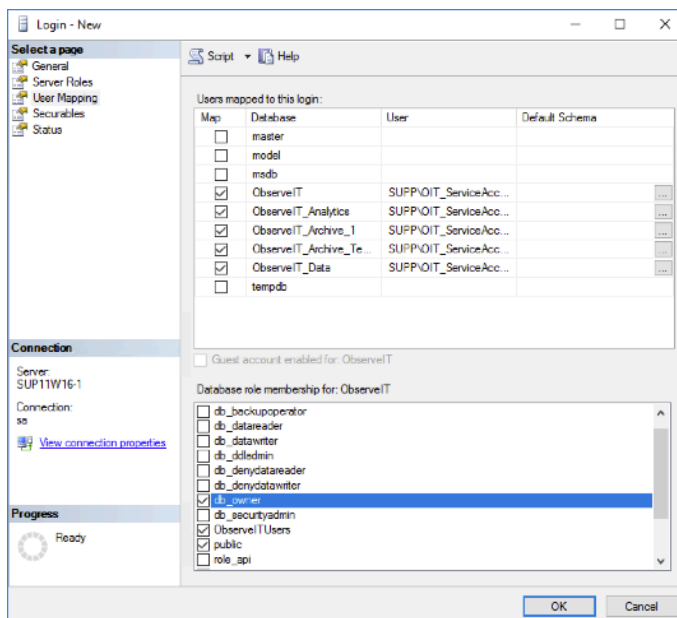 Login - New
Select a page
General
Server Roles
User Mapping
Securables
Status
Script
Help
Users mapped to this login:
Map Database User Default Schema
master
model
msdb
ObserveIT SUPP\OIT_ServiceAcc... ...
ObserveIT_Analytics SUPP\OIT_ServiceAcc... ...
ObserveIT_Archive_1 SUPP\OIT_ServiceAcc... ...
ObserveIT_Archive_Te... SUPP\OIT_ServiceAcc... ...
ObserveIT_Data SUPP\OIT_ServiceAcc... ...
tempdb
Guest account enabled for: ObserveIT
Connection
Server:
SUP11W16-1
Connection:
sa
View connection properties
Database role membership for: ObserveIT
db_backupoperator
db_datareader
db_datawriter
db_ddladmin
db_denydatareader
db_denydatawriter
db_owner
db_securityadmin
ObserveITUsers
public
role_api
Progress
Ready
OK
Cancel